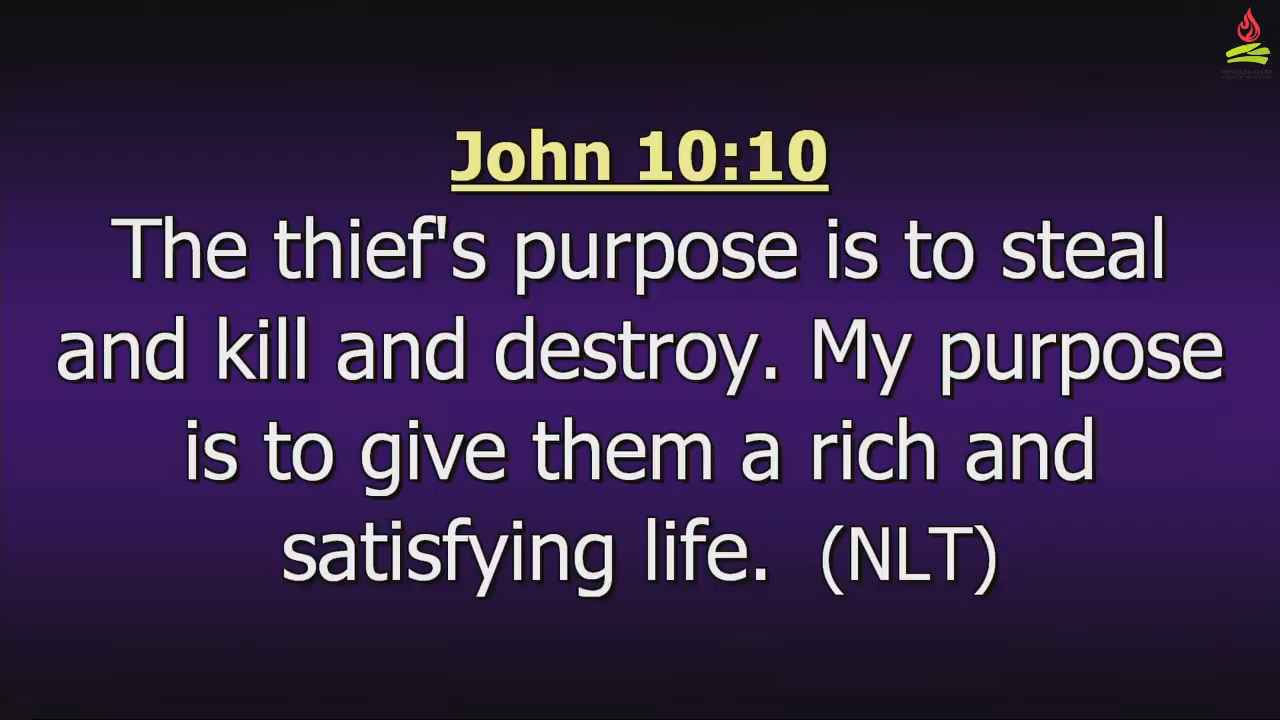 John 10:10
The thief's purpose is to steal
and kill and destroy. My purpose
is to give them a rich and
satisfying life.  (NLT)